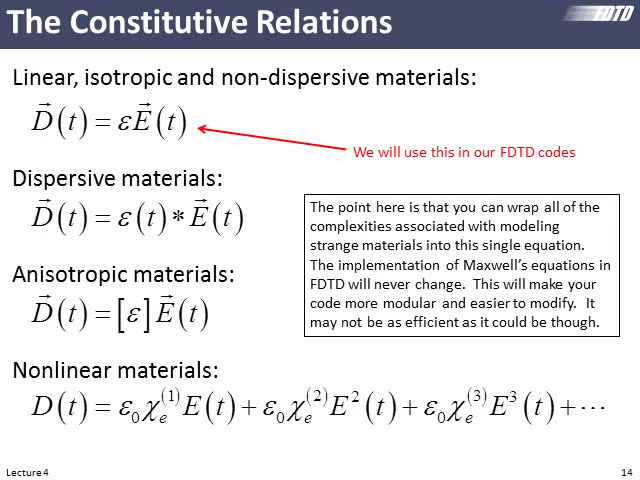 The Constitutive Relations
FDTD
Linear, isotropic and non-dispersive materials:
D⃗(t) = εE⃗(t)
We will use this in our FDTD codes
Dispersive materials:
D⃗(t) = ε(t) * E⃗(t)
The point here is that you can wrap all of the
complexities associated with modeling
strange materials into this single equation.
The implementation of Maxwell’s equations in
FDTD will never change. This will make your
code more modular and easier to modify. It
may not be as efficient as it could be though.
Anisotropic materials:
D⃗(t) = [ε]E⃗(t)
Nonlinear materials:
D(t) = ε₀χₑ⁽¹⁾E(t) + ε₀χₑ⁽²⁾E²(t) + ε₀χₑ⁽³⁾E³(t) + ⋯
Lecture 4
14